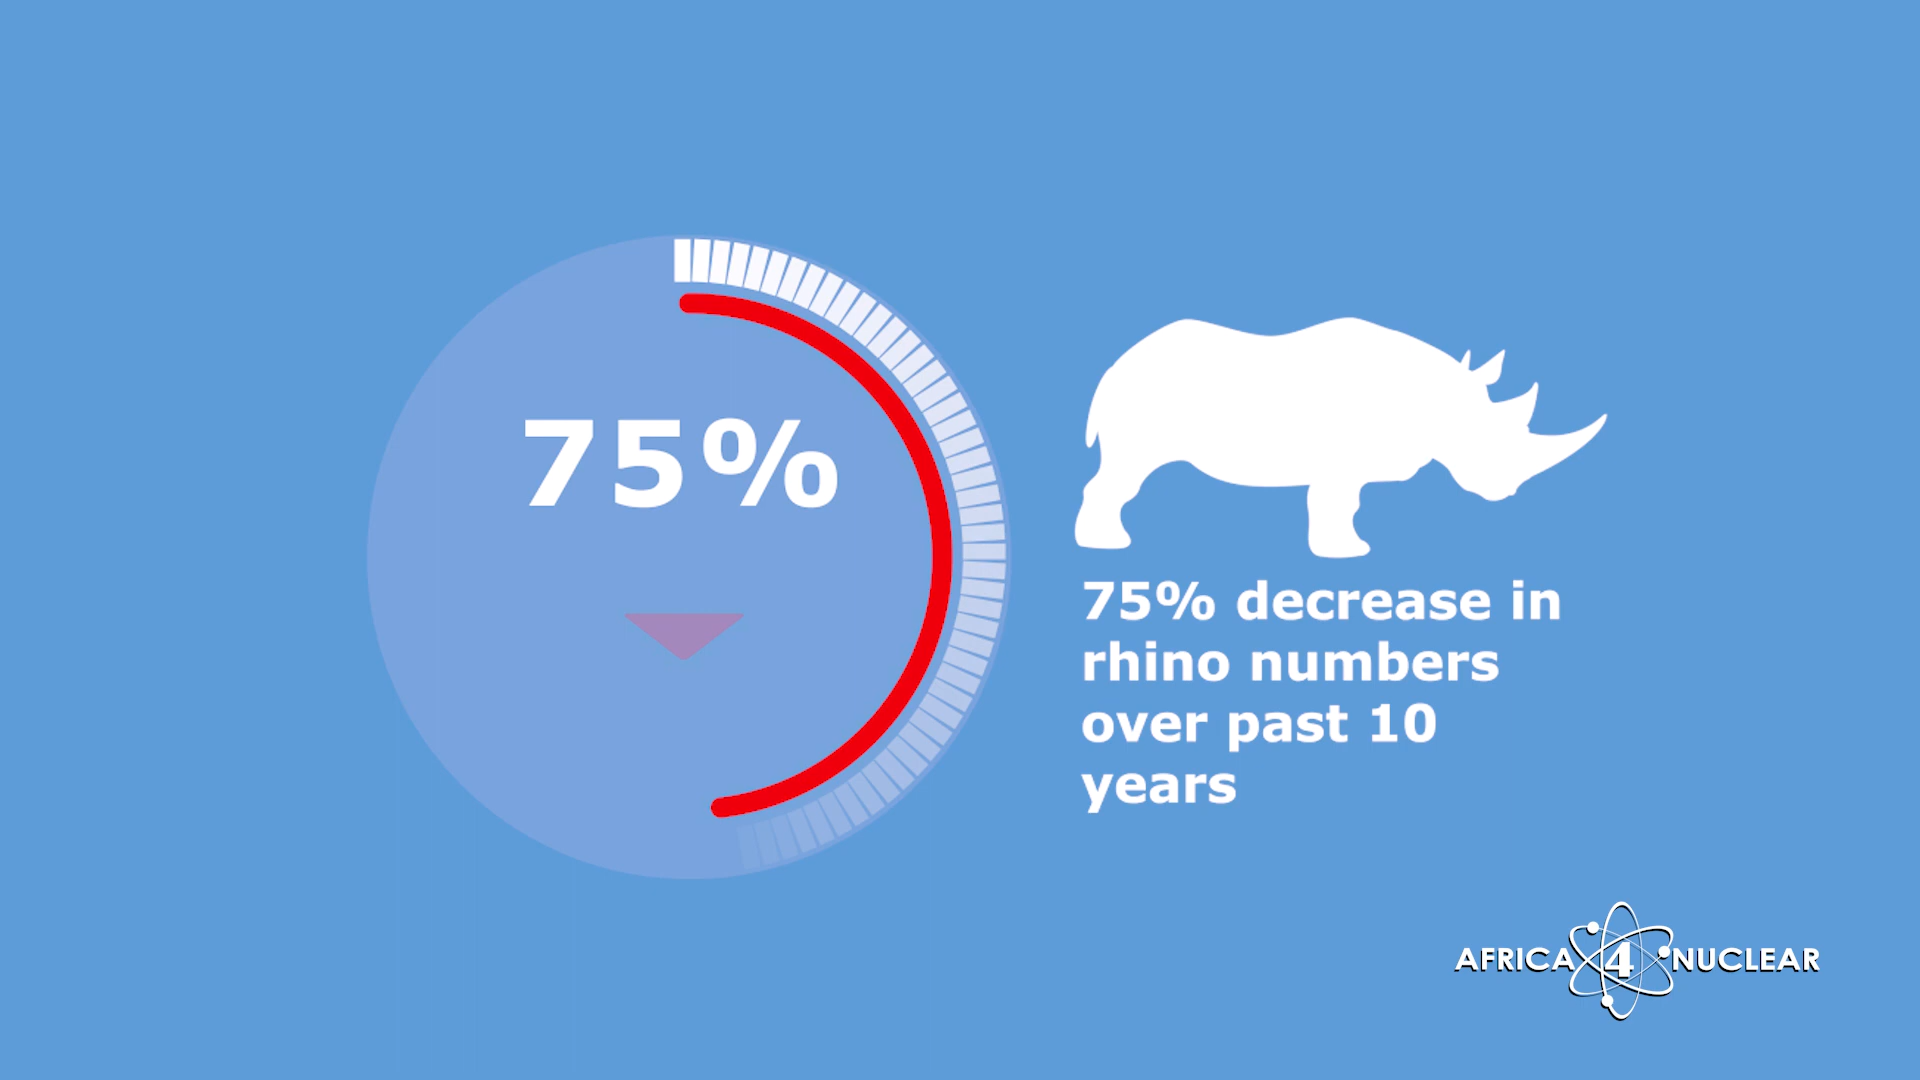 75%
75% decrease in
rhino numbers
over past 10
years
AFRICA 4 NUCLEAR